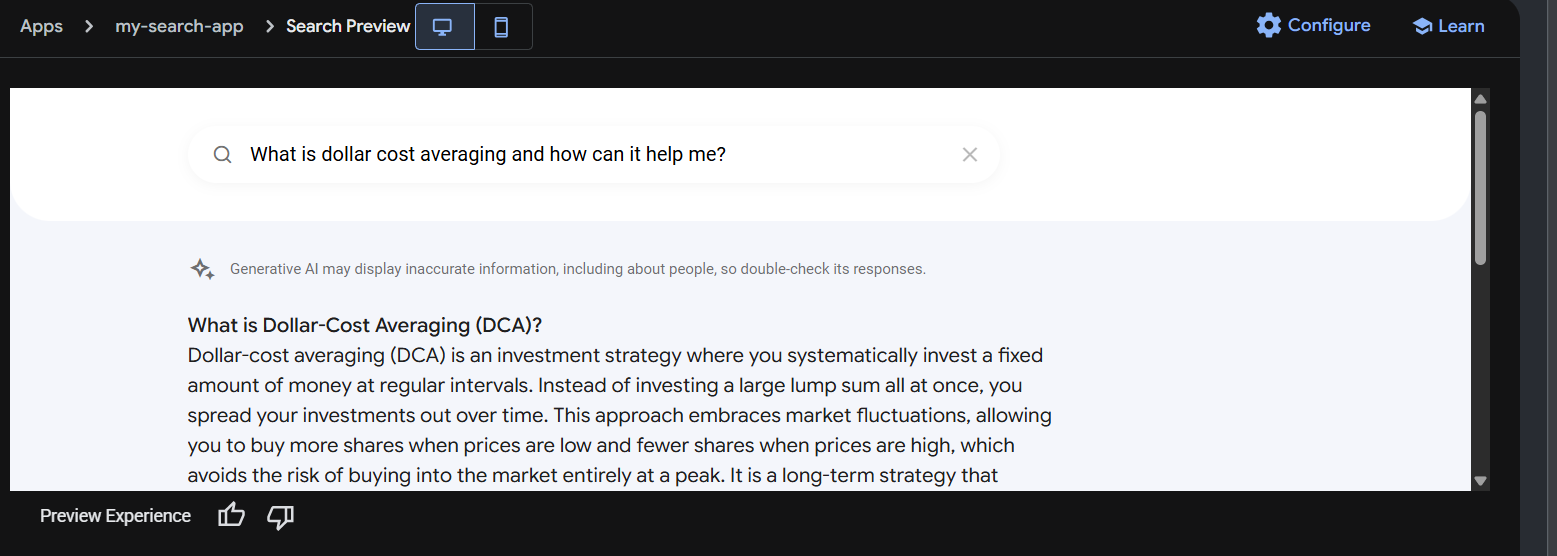 Apps > my-search-app > Search Preview
Configure
Learn
What is dollar cost averaging and how can it help me?
Generative AI may display inaccurate information, including about people, so double-check its responses.
What is Dollar-Cost Averaging (DCA)?
Dollar-cost averaging (DCA) is an investment strategy where you systematically invest a fixed
amount of money at regular intervals. Instead of investing a large lump sum all at once, you
spread your investments out over time. This approach embraces market fluctuations, allowing
you to buy more shares when prices are low and fewer shares when prices are high, which
avoids the risk of buying into the market entirely at a peak. It is a long-term strategy that
Preview Experience